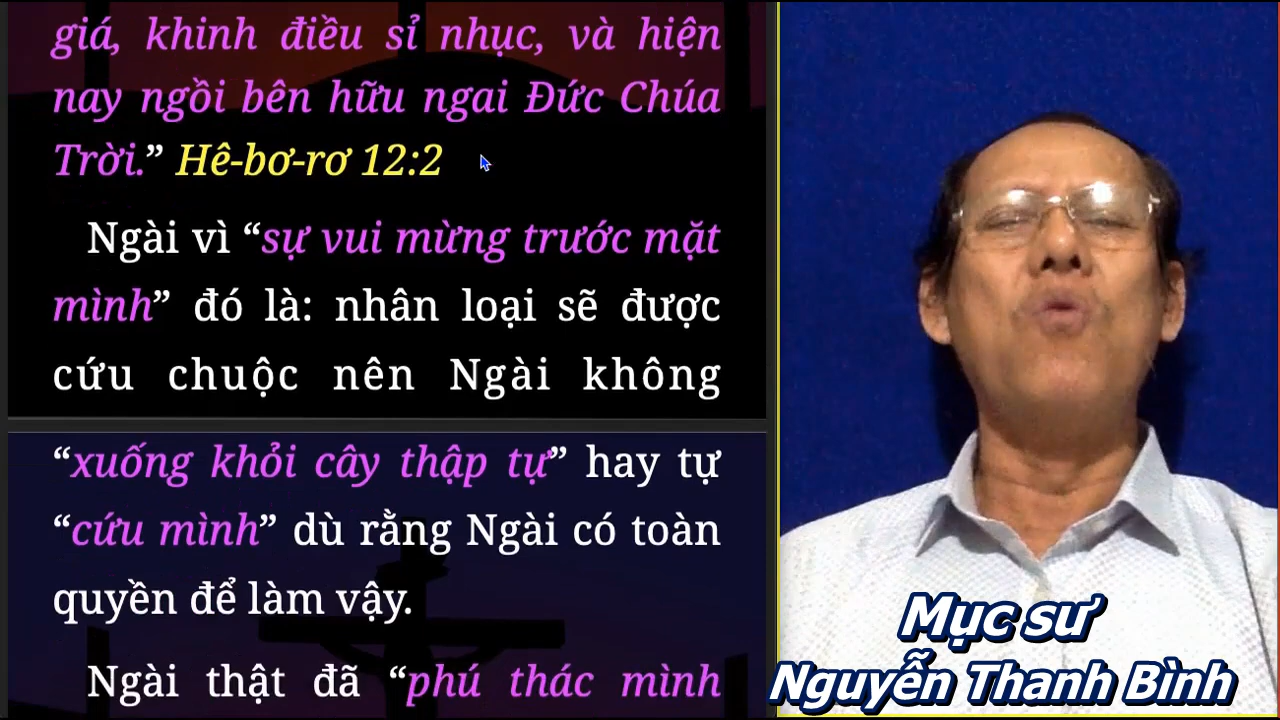 giá, khinh điều sỉ nhục, và hiện
nay ngồi bên hữu ngai Đức Chúa
Trời.” Hê-bơ-rơ 12:2
Ngài vì “sự vui mừng trước mặt
mình” đó là: nhân loại sẽ được
cứu chuộc nên Ngài không
“xuống khỏi cây thập tự” hay tự
“cứu mình” dù rằng Ngài có toàn
quyền để làm vậy.
Ngài thật đã “phú thác mình
Mục sư
Nguyễn Thanh Bình